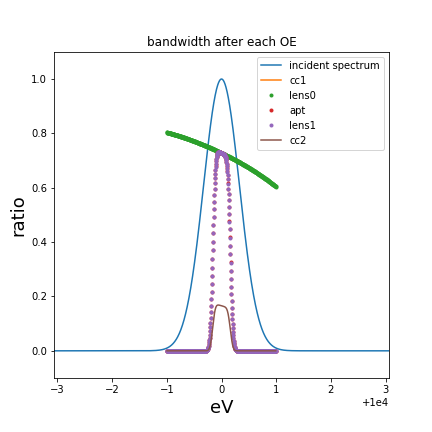 bandwidth after each OE
incident spectrum
cc1
lens0
apt
lens1
cc2
ratio
1.0
0.8
0.6
0.4
0.2
0.0
−3
−2
−1
0
1
2
3
+1e4
eV